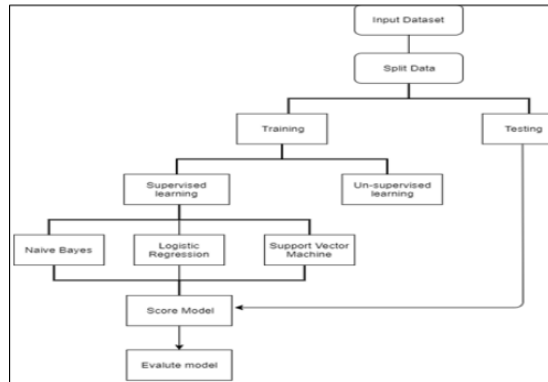 Input Dataset
Split Data
Training
Testing
Supervised
learning
Un-supervised
learning
Naive Bayes
Logistic
Regression
Support Vector
Machine
Score Model
Evalute model